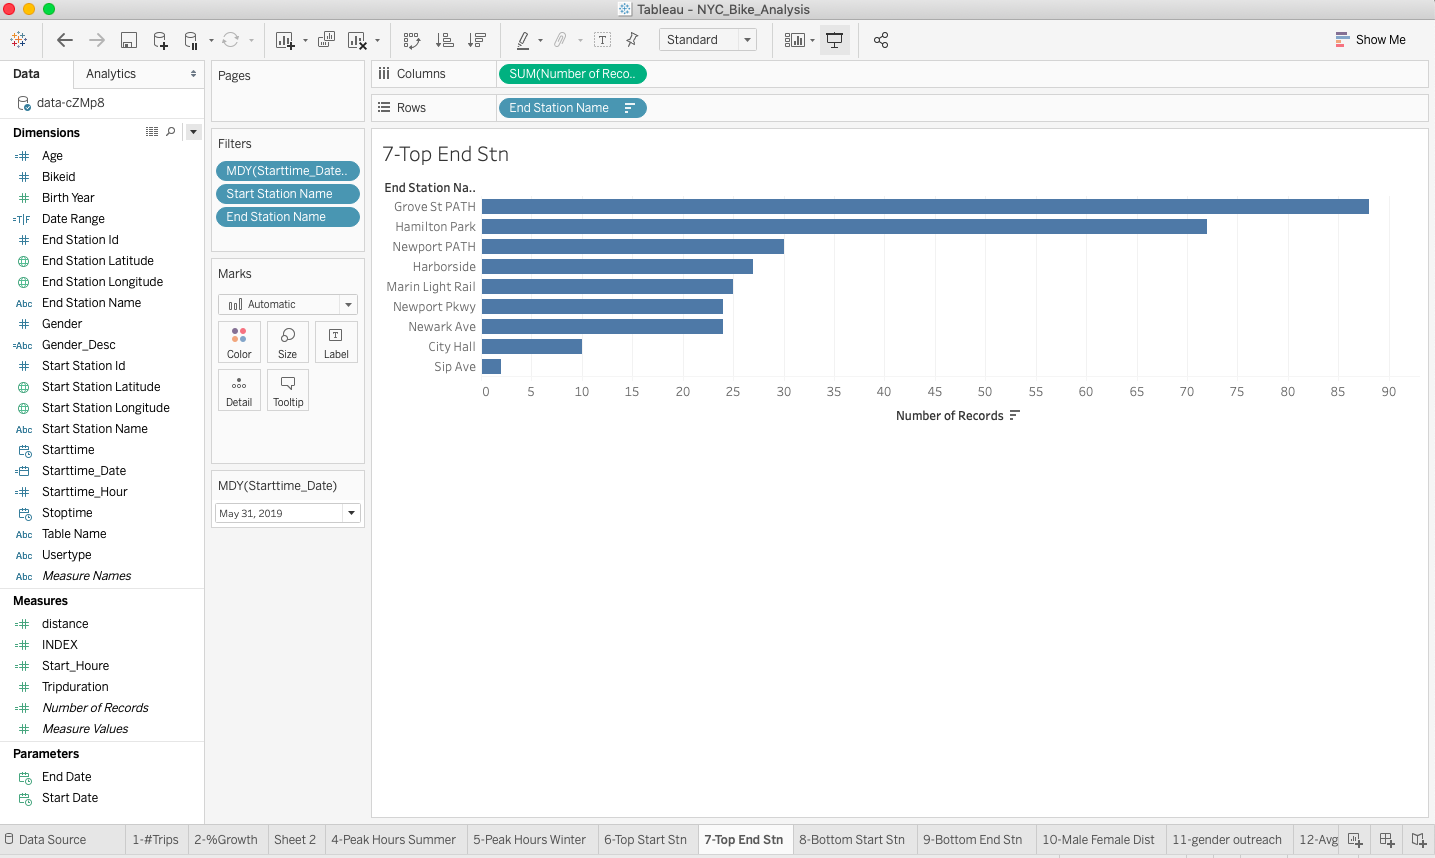 Tableau - NYC_Bike_Analysis
Standard
Show Me
Data
Analytics
data-cZMp8
Dimensions
Age
Bikeid
Birth Year
=T|F Date Range
End Station Id
End Station Latitude
End Station Longitude
Abc End Station Name
Gender
=Abc Gender_Desc
Start Station Id
Start Station Latitude
Start Station Longitude
Abc Start Station Name
Starttime
Starttime_Date
Starttime_Hour
Stoptime
Abc Table Name
Abc Usertype
Abc Measure Names
Measures
distance
INDEX
Start_Houre
Tripduration
Number of Records
Measure Values
Parameters
End Date
Start Date
Pages
Filters
MDY(Starttime_Date..
Start Station Name
End Station Name
Marks
Automatic
Color
Size
Label
Detail
Tooltip
MDY(Starttime_Date)
May 31, 2019
Columns
SUM(Number of Reco..
Rows
End Station Name
7-Top End Stn
End Station Na..
Grove St PATH
Hamilton Park
Newport PATH
Harborside
Marin Light Rail
Newport Pkwy
Newark Ave
City Hall
Sip Ave
0 5 10 15 20 25 30 35 40 45 50 55 60 65 70 75 80 85 90
Number of Records
Data Source
1-#Trips
2-%Growth
Sheet 2
4-Peak Hours Summer
5-Peak Hours Winter
6-Top Start Stn
7-Top End Stn
8-Bottom Start Stn
9-Bottom End Stn
10-Male Female Dist
11-gender outreach
12-Avg